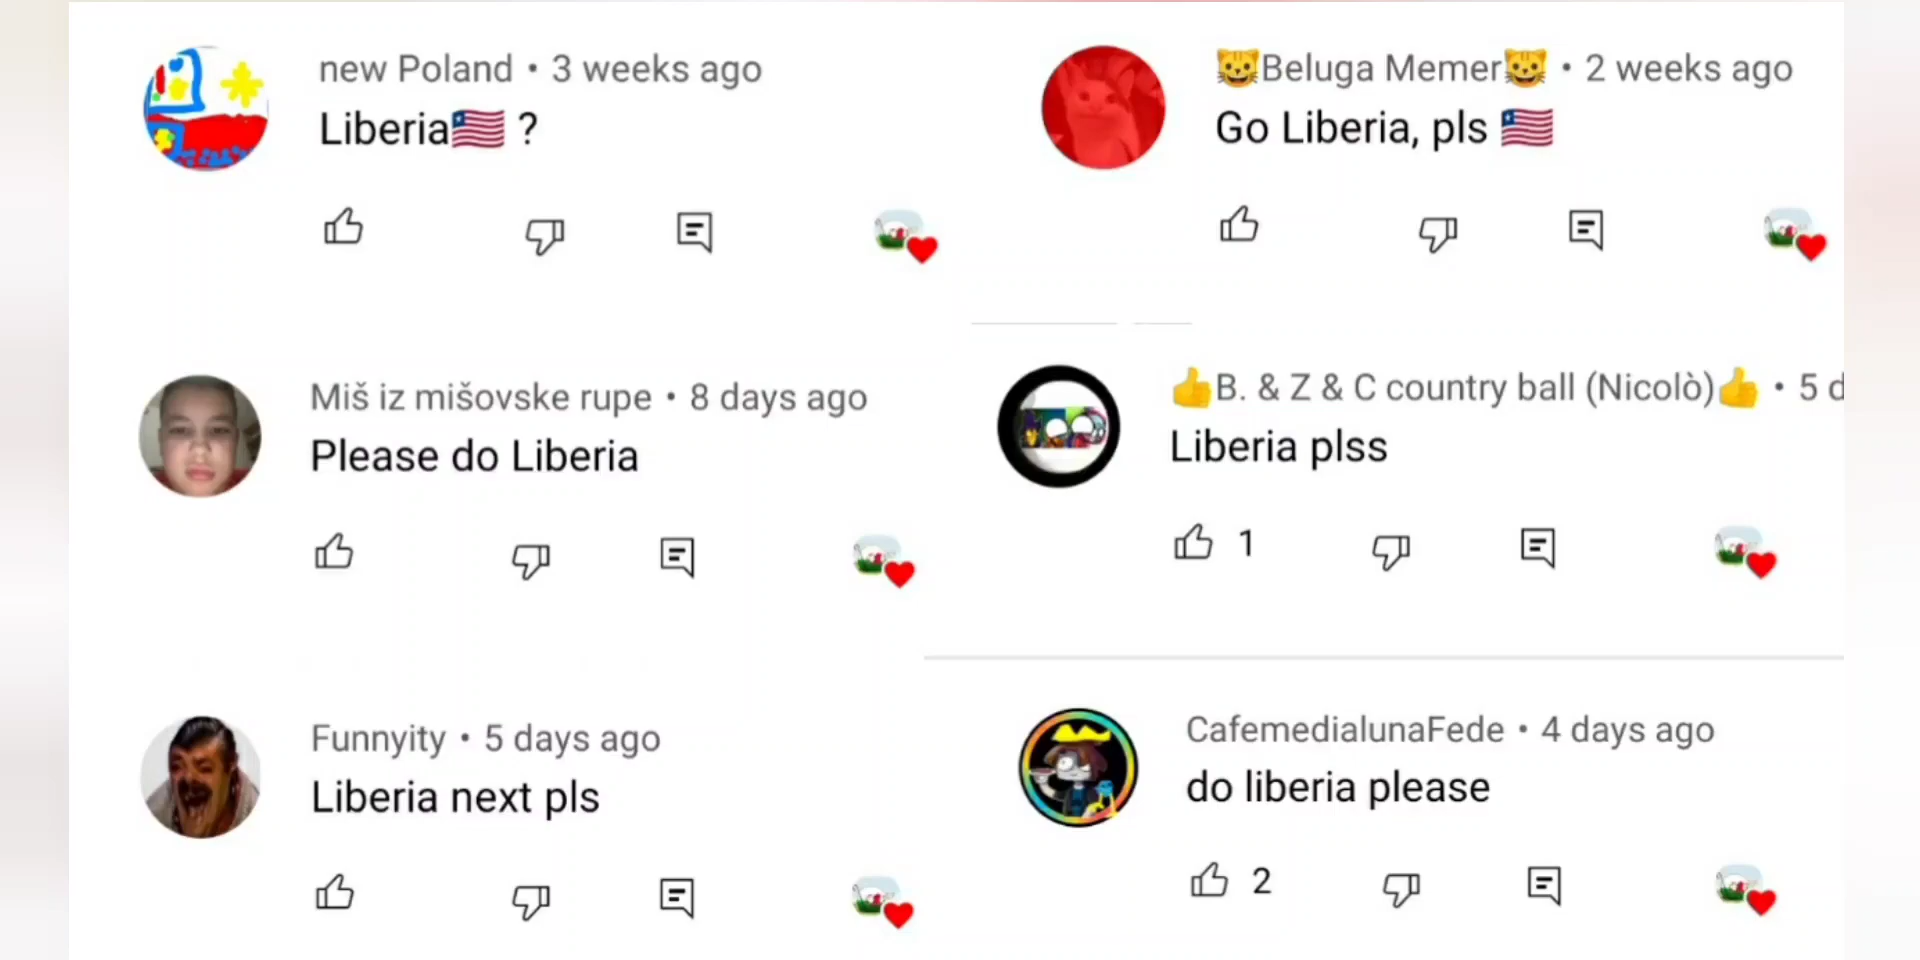 new Poland • 3 weeks ago
Liberia🇱🇷 ?
😺Beluga Memer😺 • 2 weeks ago
Go Liberia, pls 🇱🇷
Miš iz mišovske rupe • 8 days ago
Please do Liberia
👍B. & Z & C country ball (Nicolò)👍 • 5 d
Liberia plss
1
Funnyity • 5 days ago
Liberia next pls
CafemedialunaFede • 4 days ago
do liberia please
2